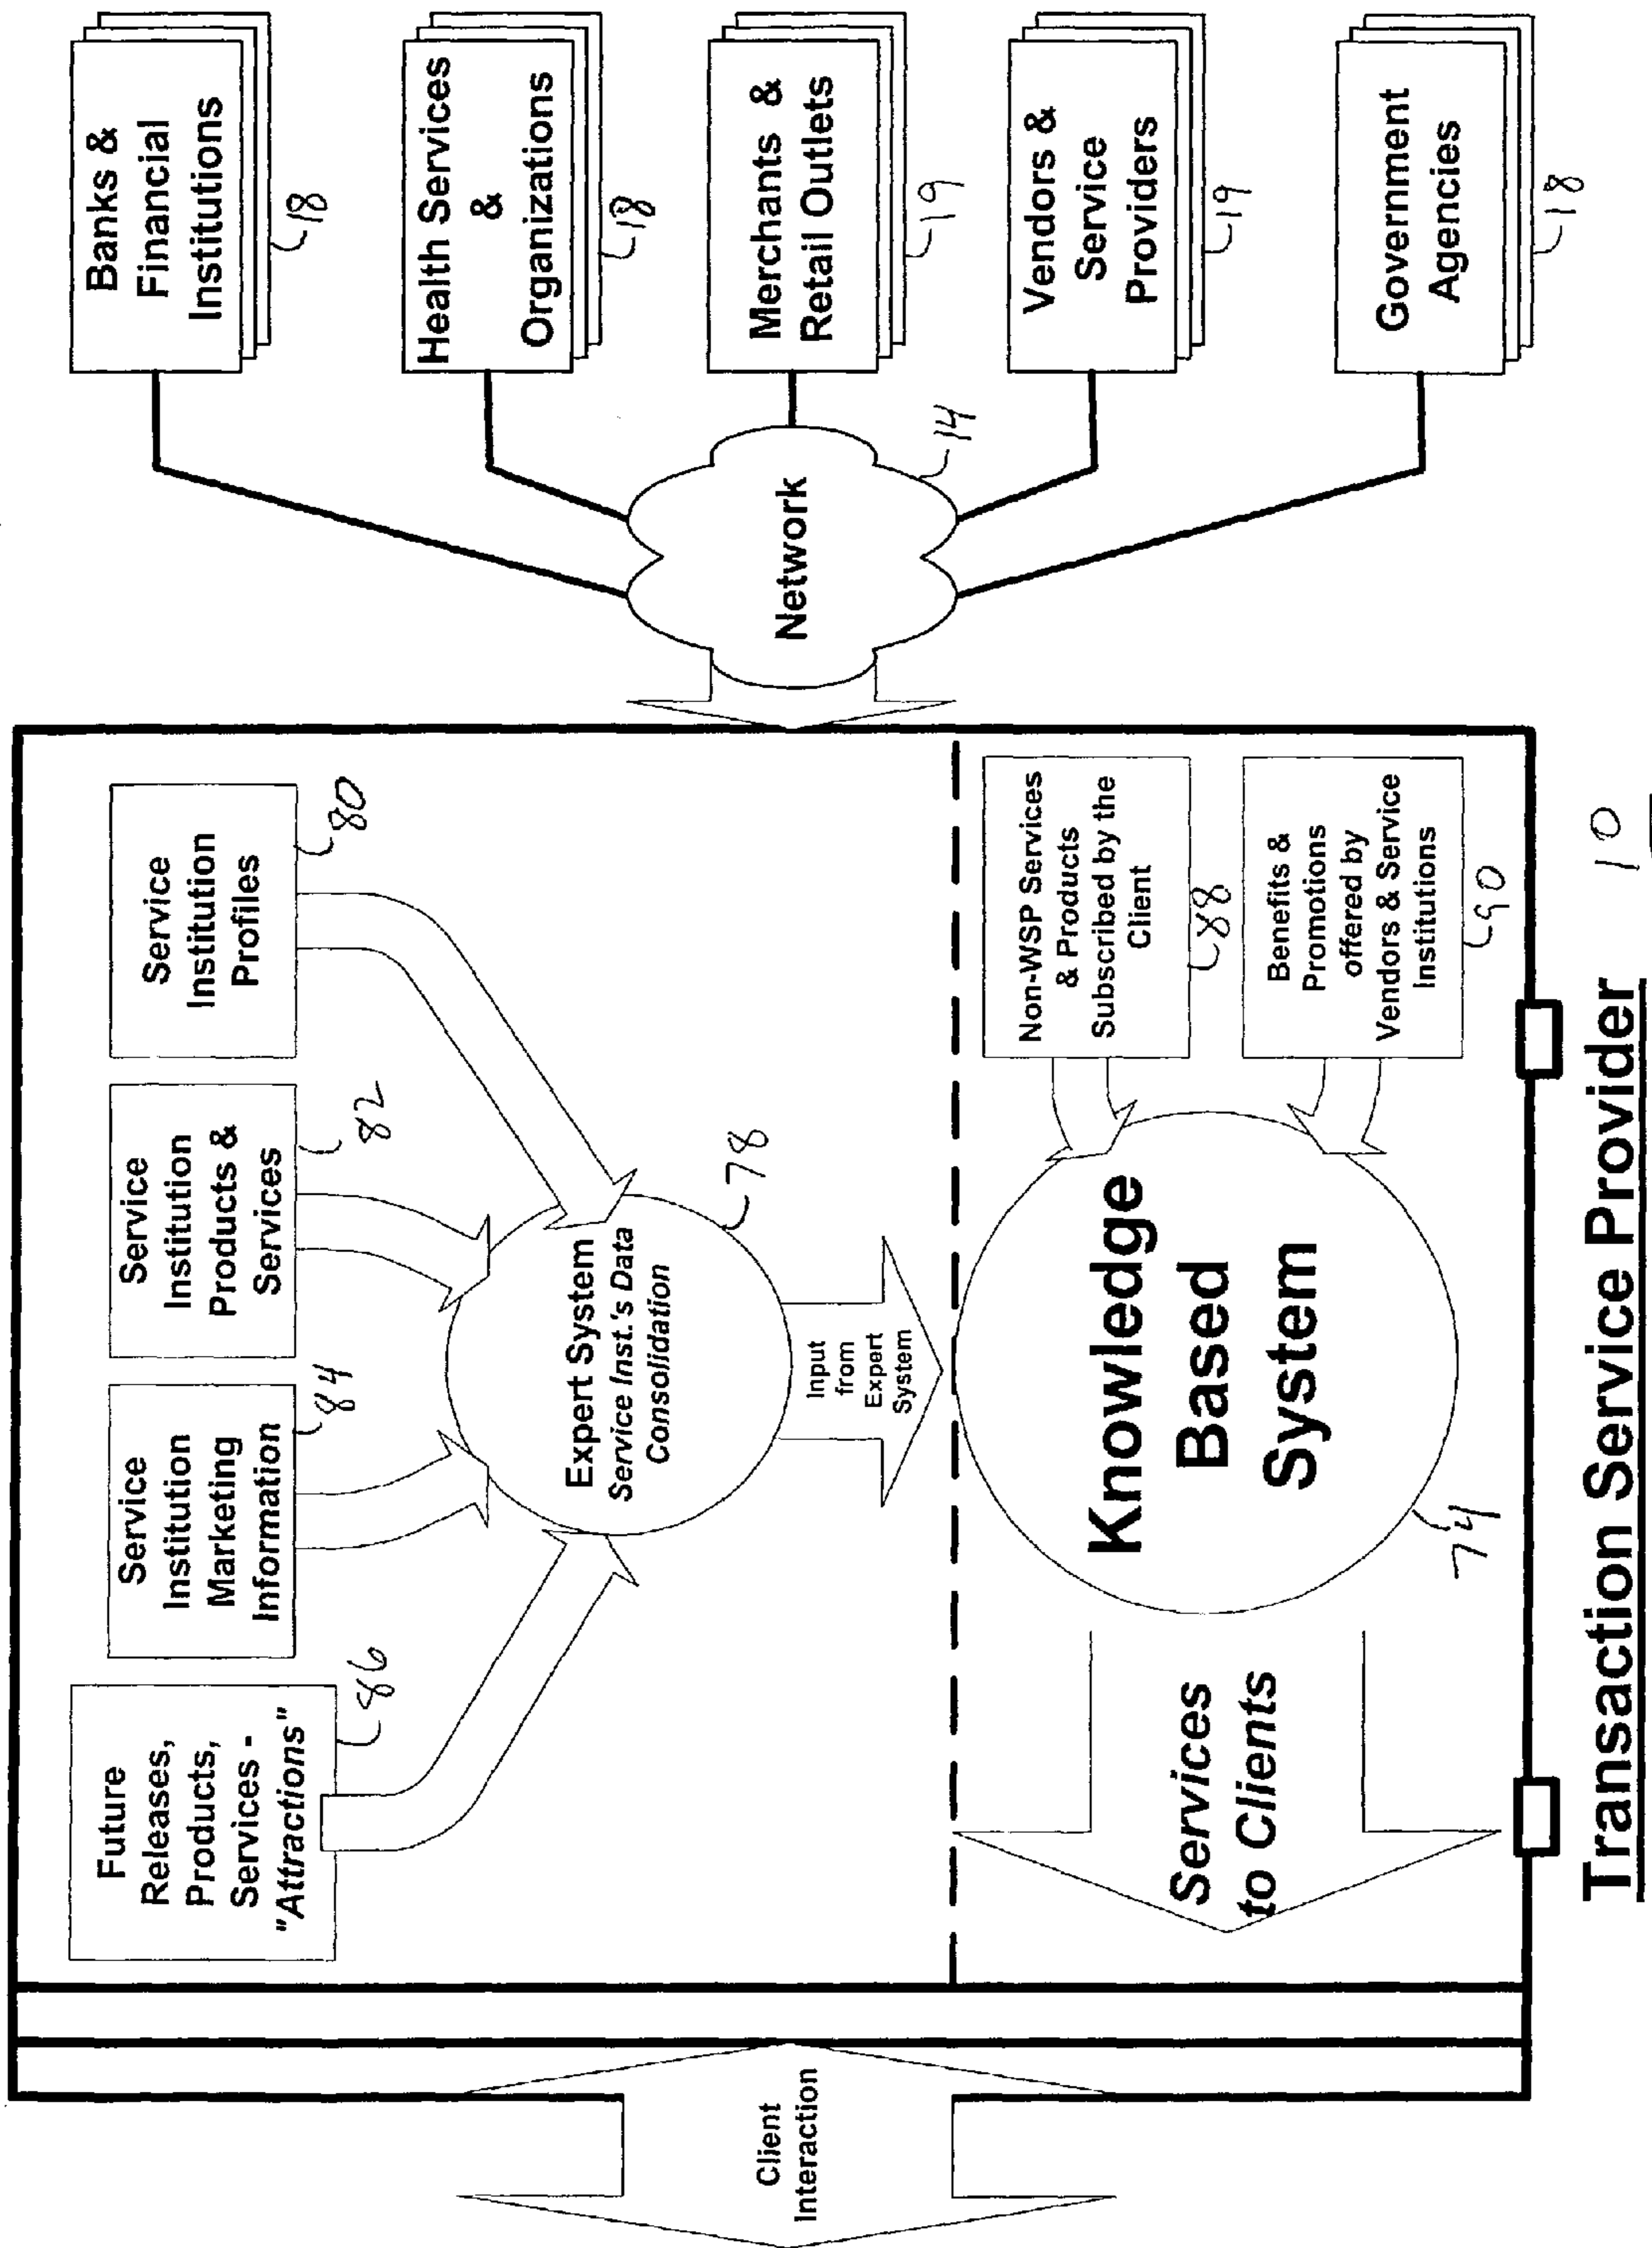 Future
Releases,
Products,
Services -
"Attractions"
86
Service
Institution
Marketing
Information
84
Service
Institution
Products &
Services
82
Service
Institution
Profiles
80
Banks &
Financial
Institutions
18
Health Services
&
Organizations
18
Merchants &
Retail Outlets
19
Vendors &
Service
Providers
19
Government
Agencies
18
Network
14
Expert System
Service Inst.'s Data
Consolidation
78
Input
from
Expert
System
Client
Interaction
Services
to Clients
Knowledge
Based
System
74
Non-WSP Services
& Products
Subscribed by the
Client
88
Benefits &
Promotions
offered by
Vendors & Service
Institutions
90
Transaction Service Provider 10